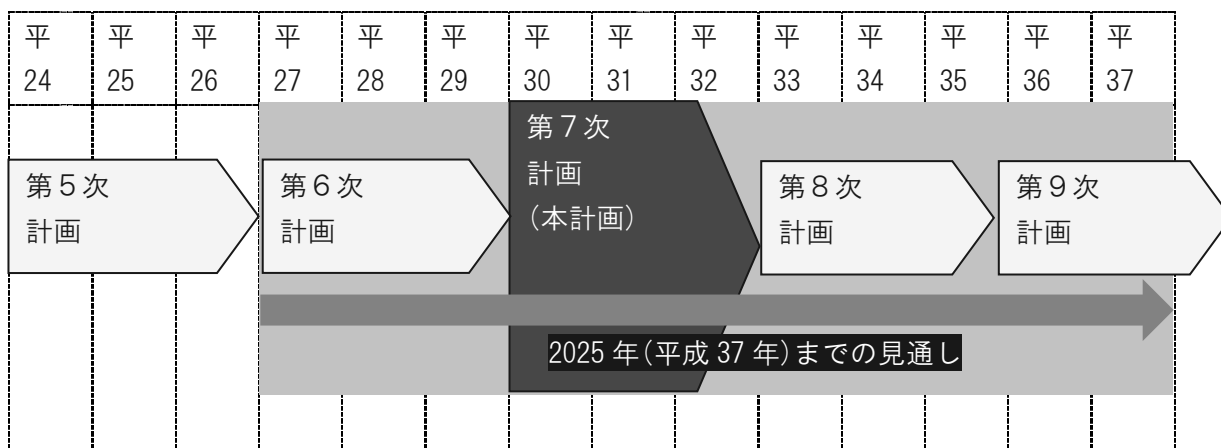 平 平 平 平 平 平 平 平 平 平 平 平 平 平
24 25 26 27 28 29 30 31 32 33 34 35 36 37
第５次
計画
第６次
計画
第７次
計画
（本計画）
第８次
計画
第９次
計画
2025 年(平成 37 年)までの見通し